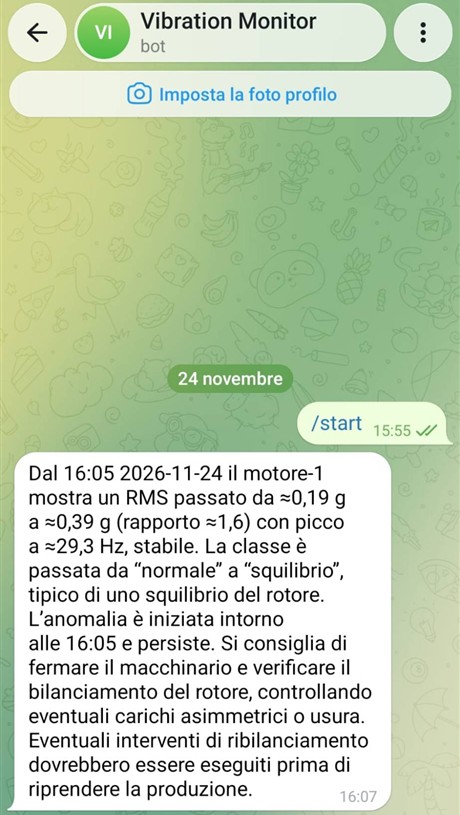 Vibration Monitor
VI
bot
Imposta la foto profilo
24 novembre
/start 15:55
Dal 16:05 2026-11-24 il motore-1
mostra un RMS passato da ≈0,19 g
a ≈0,39 g (rapporto ≈1,6) con picco
a ≈29,3 Hz, stabile. La classe è
passata da “normale” a “squilibrio”,
tipico di uno squilibrio del rotore.
L’anomalia è iniziata intorno
alle 16:05 e persiste. Si consiglia di
fermare il macchinario e verificare il
bilanciamento del rotore, controllando
eventuali carichi asimmetrici o usura.
Eventuali interventi di ribilanciamento
dovrebbero essere eseguiti prima di
riprendere la produzione.
16:07